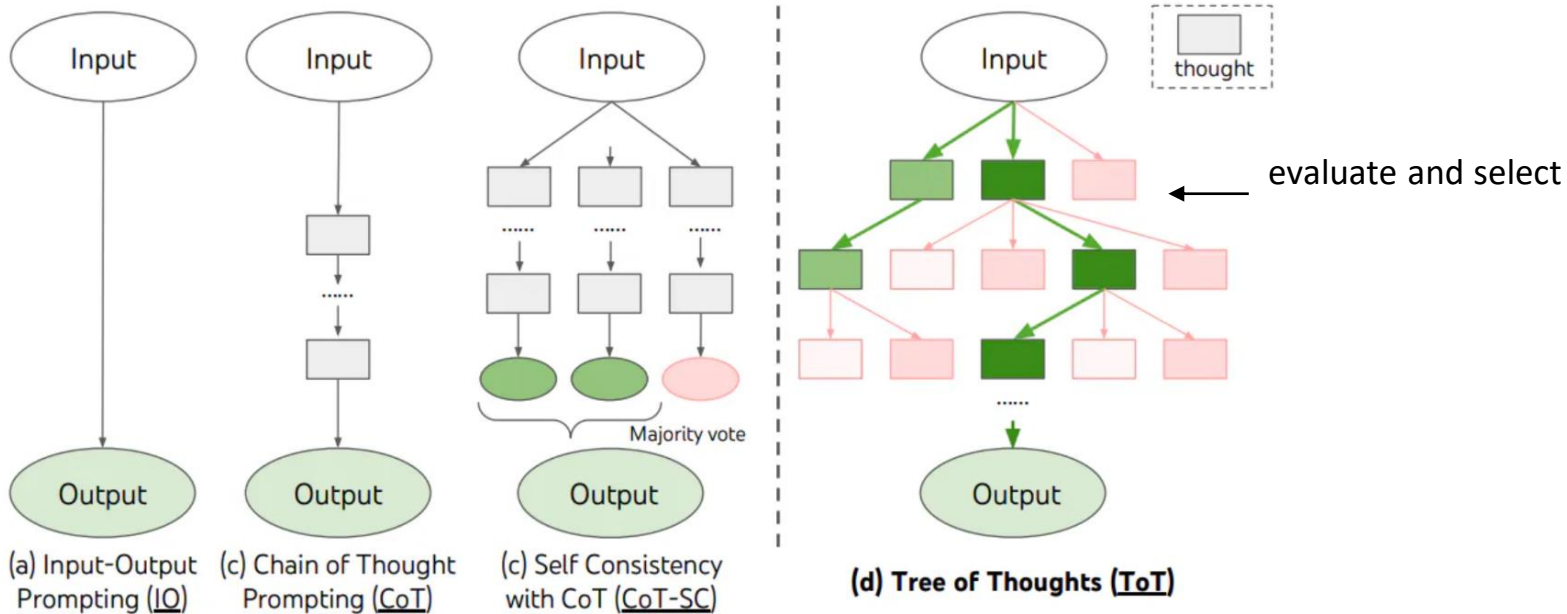 Input
Output
(a) Input-Output
Prompting (IO)
Input
......
Output
(c) Chain of Thought
Prompting (CoT)
Input
......
......
......
Majority vote
Output
(c) Self Consistency
with CoT (CoT-SC)
Input
thought
evaluate and select
......
Output
(d) Tree of Thoughts (ToT)